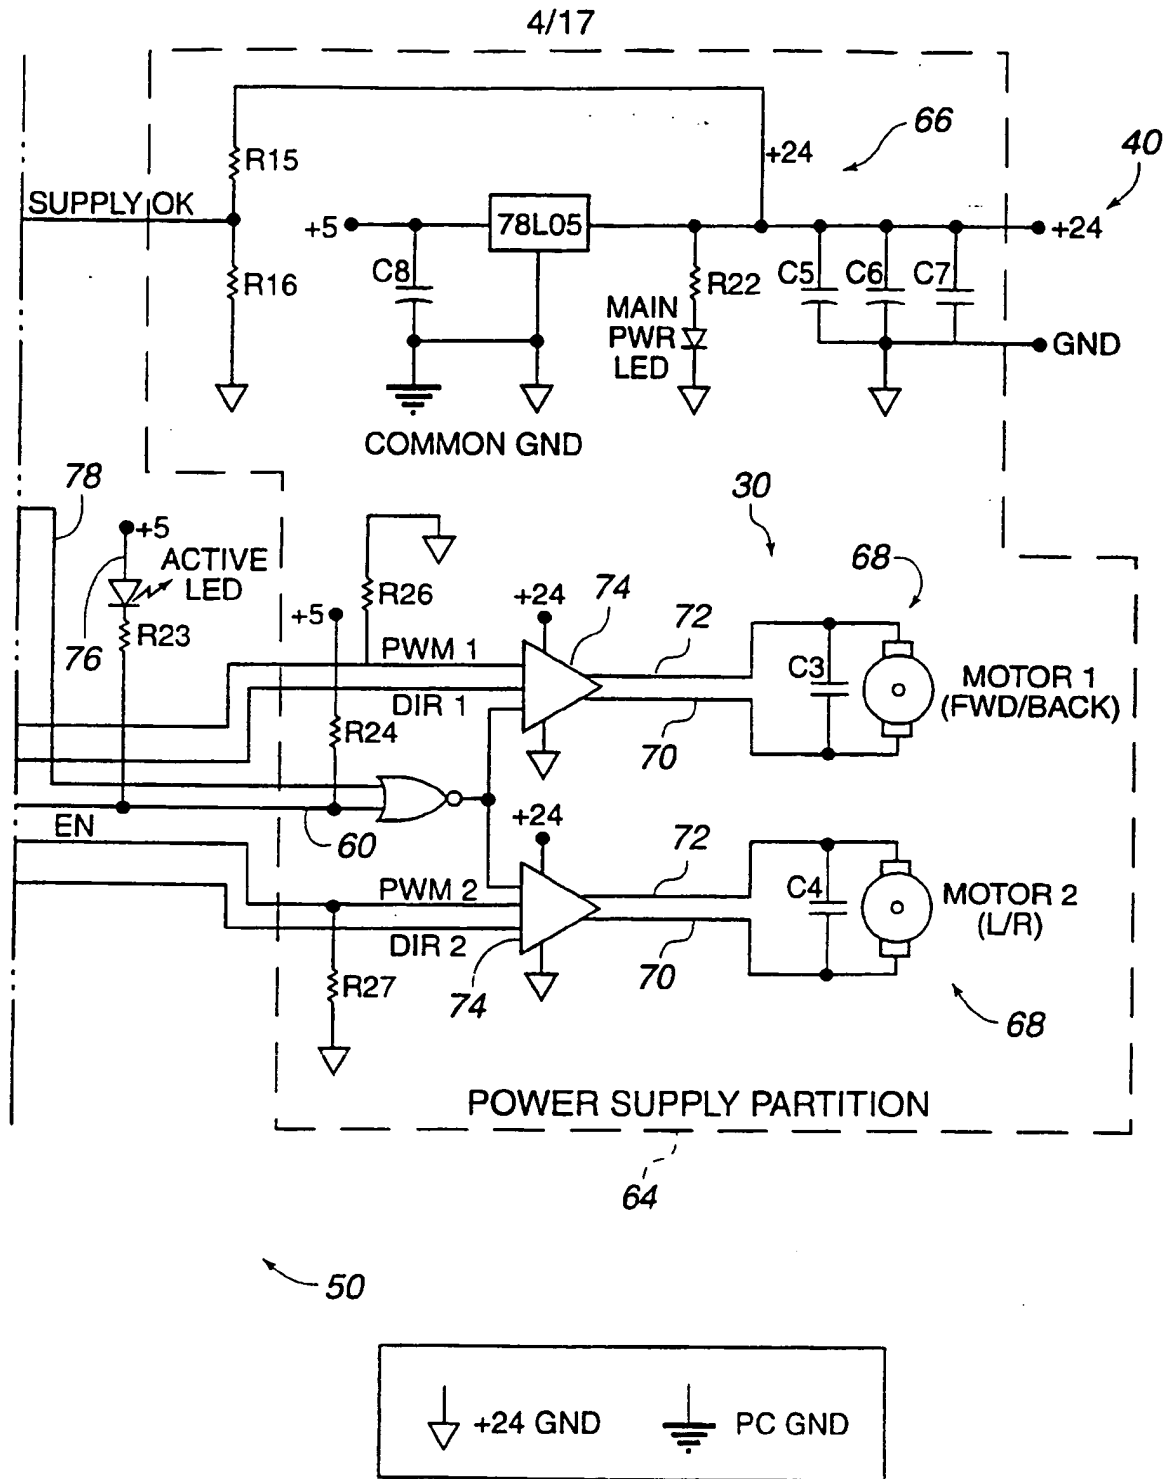 4/17
66
40
+24
R15
SUPPLY OK
+5
78L05
+24
R16
C8
R22
C5
C6
C7
MAIN
PWR
LED
GND
COMMON GND
78
30
+5
ACTIVE
LED
68
R26
+24
74
+5
72
R23
PWM 1
C3
MOTOR 1
(FWD/BACK)
76
DIR 1
R24
70
+24
EN
60
72
PWM 2
C4
MOTOR 2
(L/R)
DIR 2
70
R27
74
68
POWER SUPPLY PARTITION
64
50
+24 GND
PC GND